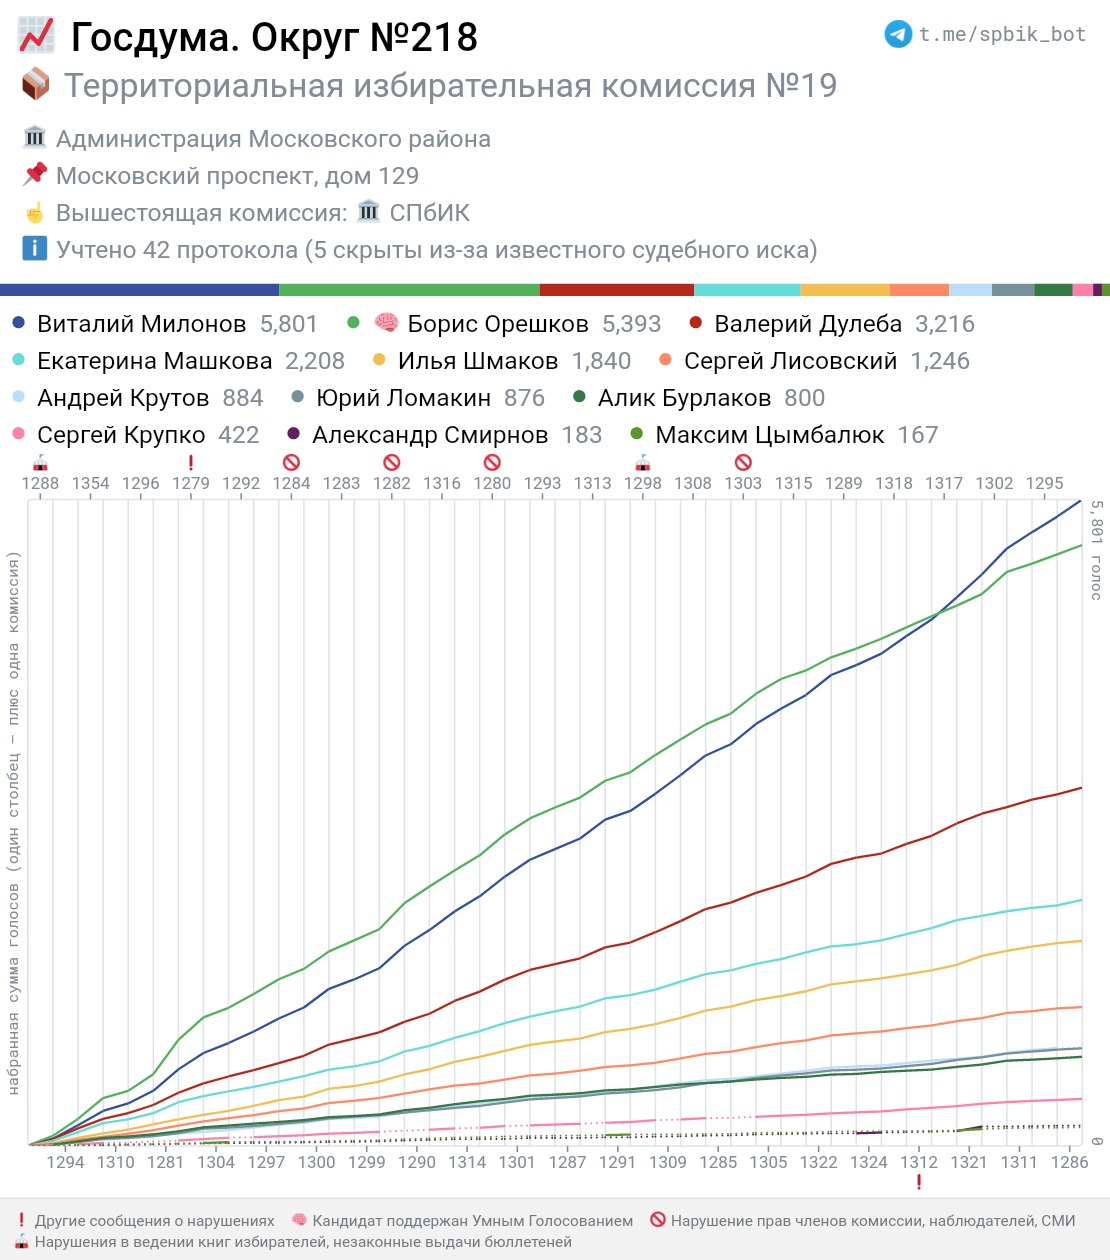 Госдума. Округ №218
t.me/spbik_bot
Территориальная избирательная комиссия №19
Администрация Московского района
Московский проспект, дом 129
Вышестоящая комиссия: СПбИК
Учтено 42 протокола (5 скрыты из-за известного судебного иска)
Виталий Милонов 5,801 Борис Орешков 5,393 Валерий Дулеба 3,216
Екатерина Машкова 2,208 Илья Шмаков 1,840 Сергей Лисовский 1,246
Андрей Крутов 884 Юрий Ломакин 876 Алик Бурлаков 800
Сергей Крупко 422 Александр Смирнов 183 Максим Цымбалюк 167
1288 1354 1296 1279 1292 1284 1283 1282 1316 1280 1293 1313 1298 1308 1303 1315 1289 1318 1317 1302 1295
5,801 голос
набранная сумма голосов (один столбец — плюс одна комиссия)
0
1294 1310 1281 1304 1297 1300 1299 1290 1314 1301 1287 1291 1309 1285 1305 1322 1324 1312 1321 1311 1286
Другие сообщения о нарушениях Кандидат поддержан Умным Голосованием Нарушение прав членов комиссии, наблюдателей, СМИ
Нарушения в ведении книг избирателей, незаконные выдачи бюллетеней